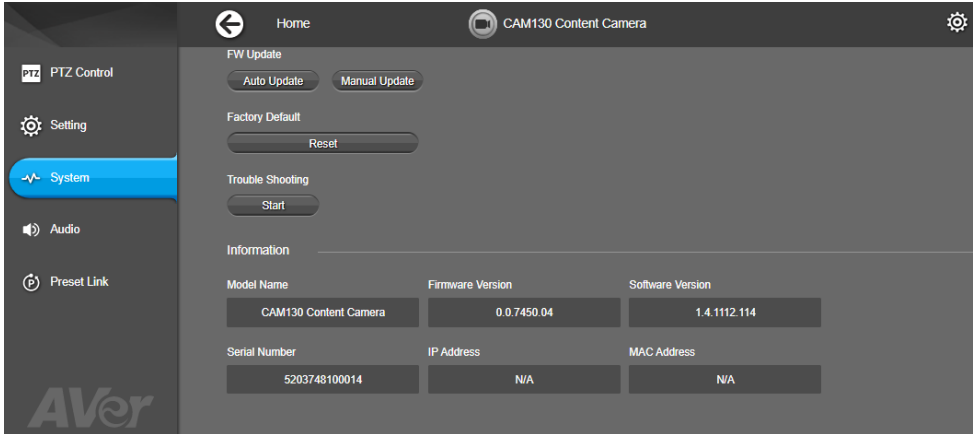 Home
CAM130 Content Camera
PTZ PTZ Control
Setting
System
Audio
P Preset Link
AVer
FW Update
Auto Update Manual Update
Factory Default
Reset
Trouble Shooting
Start
Information
Model Name Firmware Version Software Version
CAM130 Content Camera 0.0.7450.04 1.4.1112.114
Serial Number IP Address MAC Address
5203748100014 N/A N/A